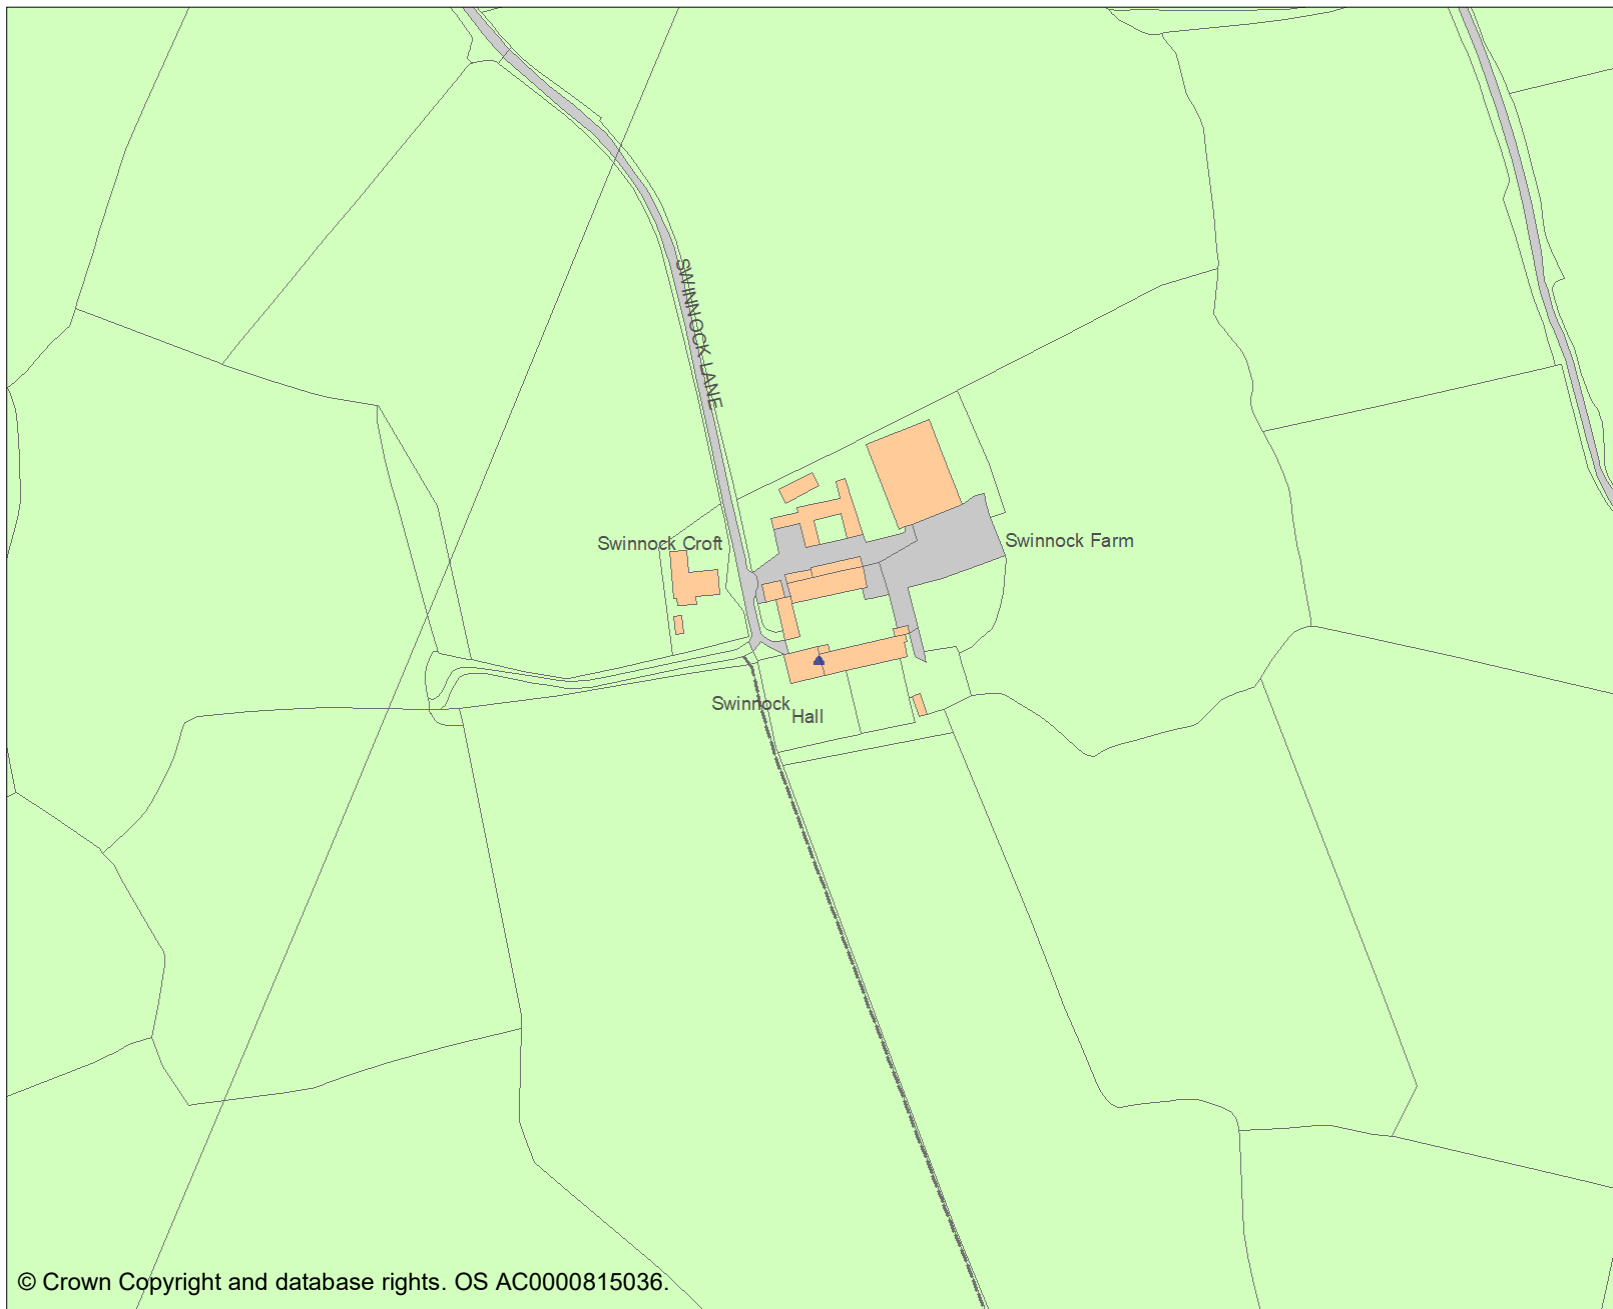 SWINNOCK LANE
Swinnock Croft
Swinnock Farm
Swinnock
Hall
© Crown Copyright and database rights. OS AC0000815036.